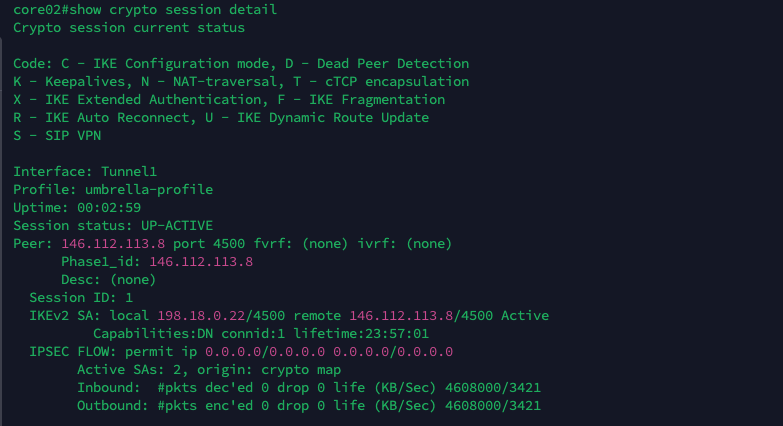 core02#show crypto session detail
Crypto session current status

Code: C - IKE Configuration mode, D - Dead Peer Detection
K - Keepalives, N - NAT-traversal, T - cTCP encapsulation
X - IKE Extended Authentication, F - IKE Fragmentation
R - IKE Auto Reconnect, U - IKE Dynamic Route Update
S - SIP VPN

Interface: Tunnel1
Profile: umbrella-profile
Uptime: 00:02:59
Session status: UP-ACTIVE
Peer: 146.112.113.8 port 4500 fvrf: (none) ivrf: (none)
      Phase1_id: 146.112.113.8
      Desc: (none)
  Session ID: 1
  IKEv2 SA: local 198.18.0.22/4500 remote 146.112.113.8/4500 Active
          Capabilities:DN connid:1 lifetime:23:57:01
  IPSEC FLOW: permit ip 0.0.0.0/0.0.0.0 0.0.0.0/0.0.0.0
        Active SAs: 2, origin: crypto map
        Inbound:  #pkts dec'ed 0 drop 0 life (KB/Sec) 4608000/3421
        Outbound: #pkts enc'ed 0 drop 0 life (KB/Sec) 4608000/3421